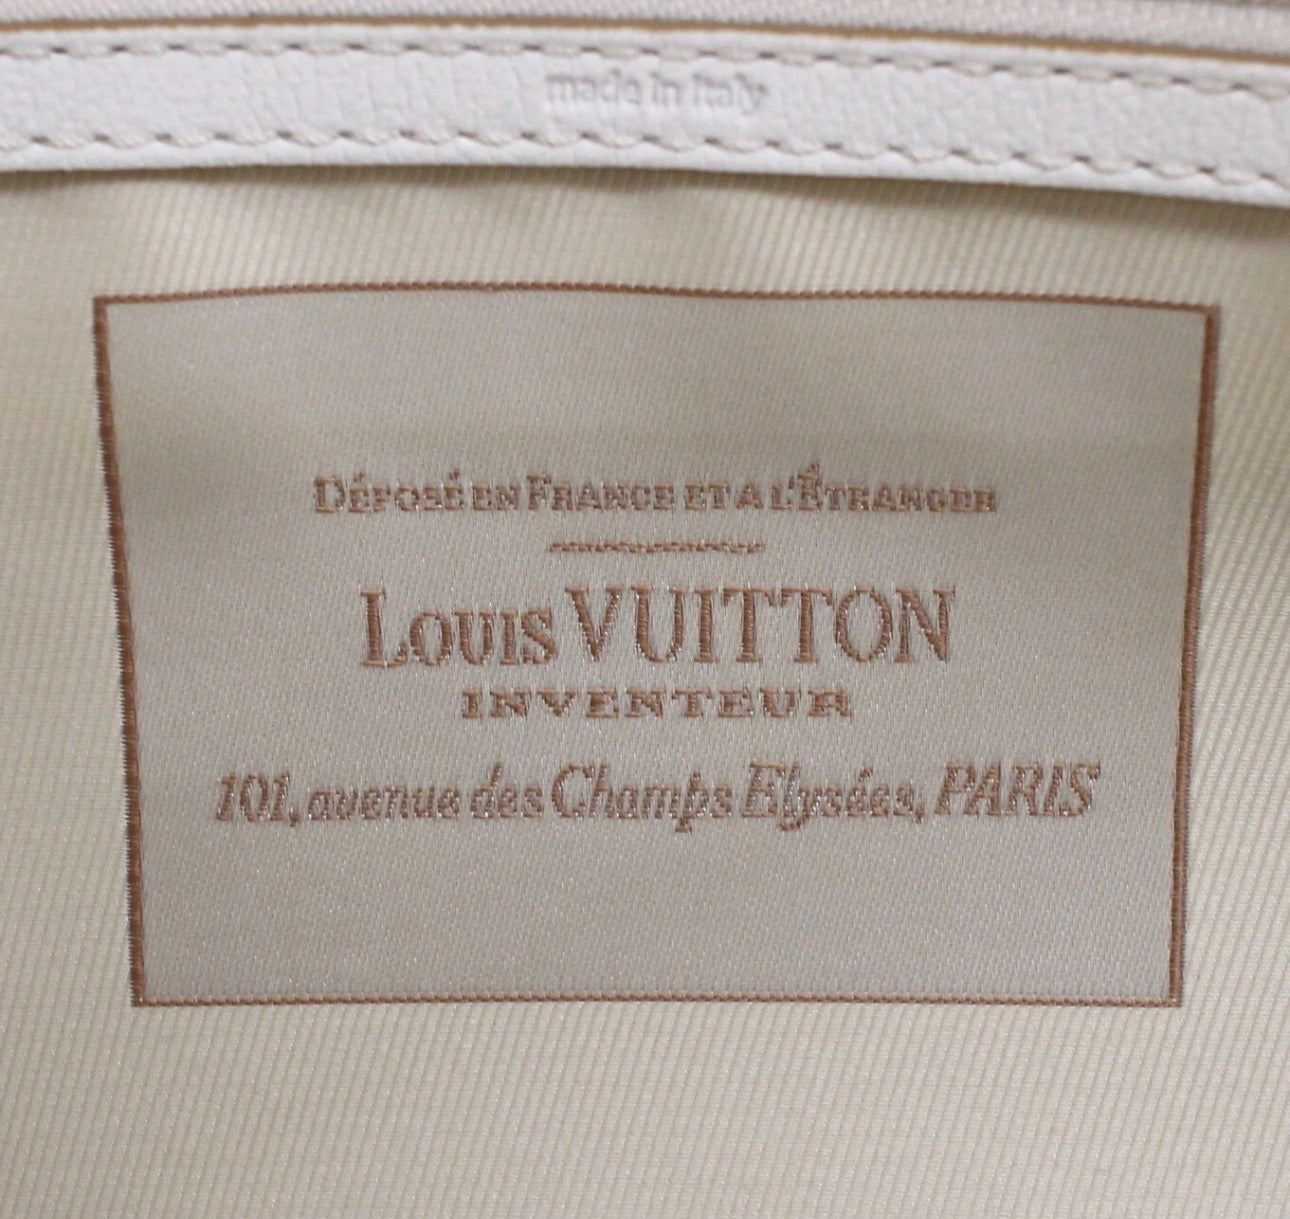 made in Italy
DÉPOSÉ EN FRANCE ET A L'ÉTRANGER
LOUIS VUITTON
INVENTEUR
101, avenue des Champs Elysées, PARIS